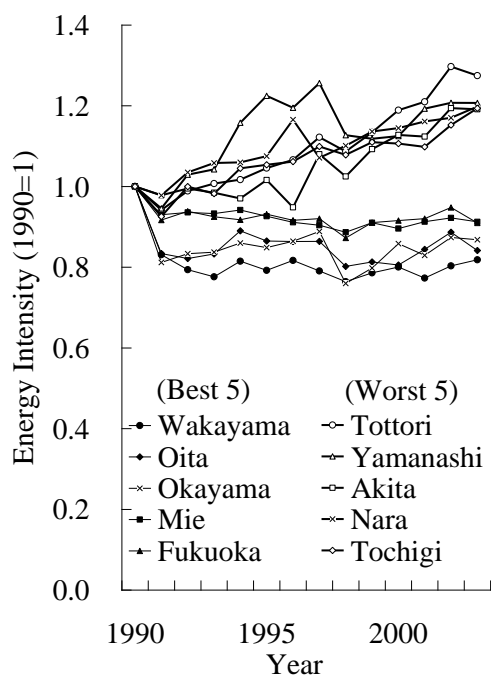 1.4
1.2
1.0
0.8
0.6
0.4
0.2
0.0
Energy Intensity (1990=1)
(Best 5) (Worst 5)
Wakayama Tottori
Oita Yamanashi
Okayama Akita
Mie Nara
Fukuoka Tochigi
1990 1995 2000
Year